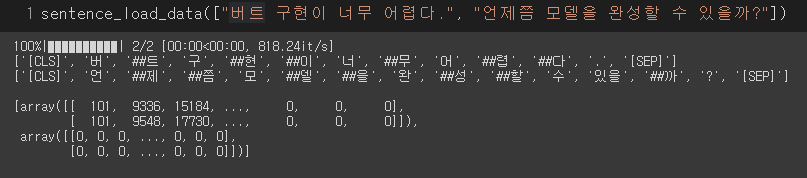 1 sentence_load_data(["버트 구현이 너무 어렵다.", "언제쯤 모델을 완성할 수 있을까?"])
100%|██████████| 2/2 [00:00<00:00, 818.24it/s]
['[CLS]', '버', '##트', '구', '##현', '##이', '너', '##무', '어', '##렵', '##다', '.', '[SEP]']
['[CLS]', '언', '##제', '##쯤', '모', '##델', '##을', '완', '##성', '##할', '수', '있을', '##까', '?', '[SEP]']
[array([[  101,  9336, 15184, ...,     0,     0,     0],
[  101,  9548, 17730, ...,     0,     0,     0]]),
array([[0, 0, 0, ..., 0, 0, 0],
[0, 0, 0, ..., 0, 0, 0]])]